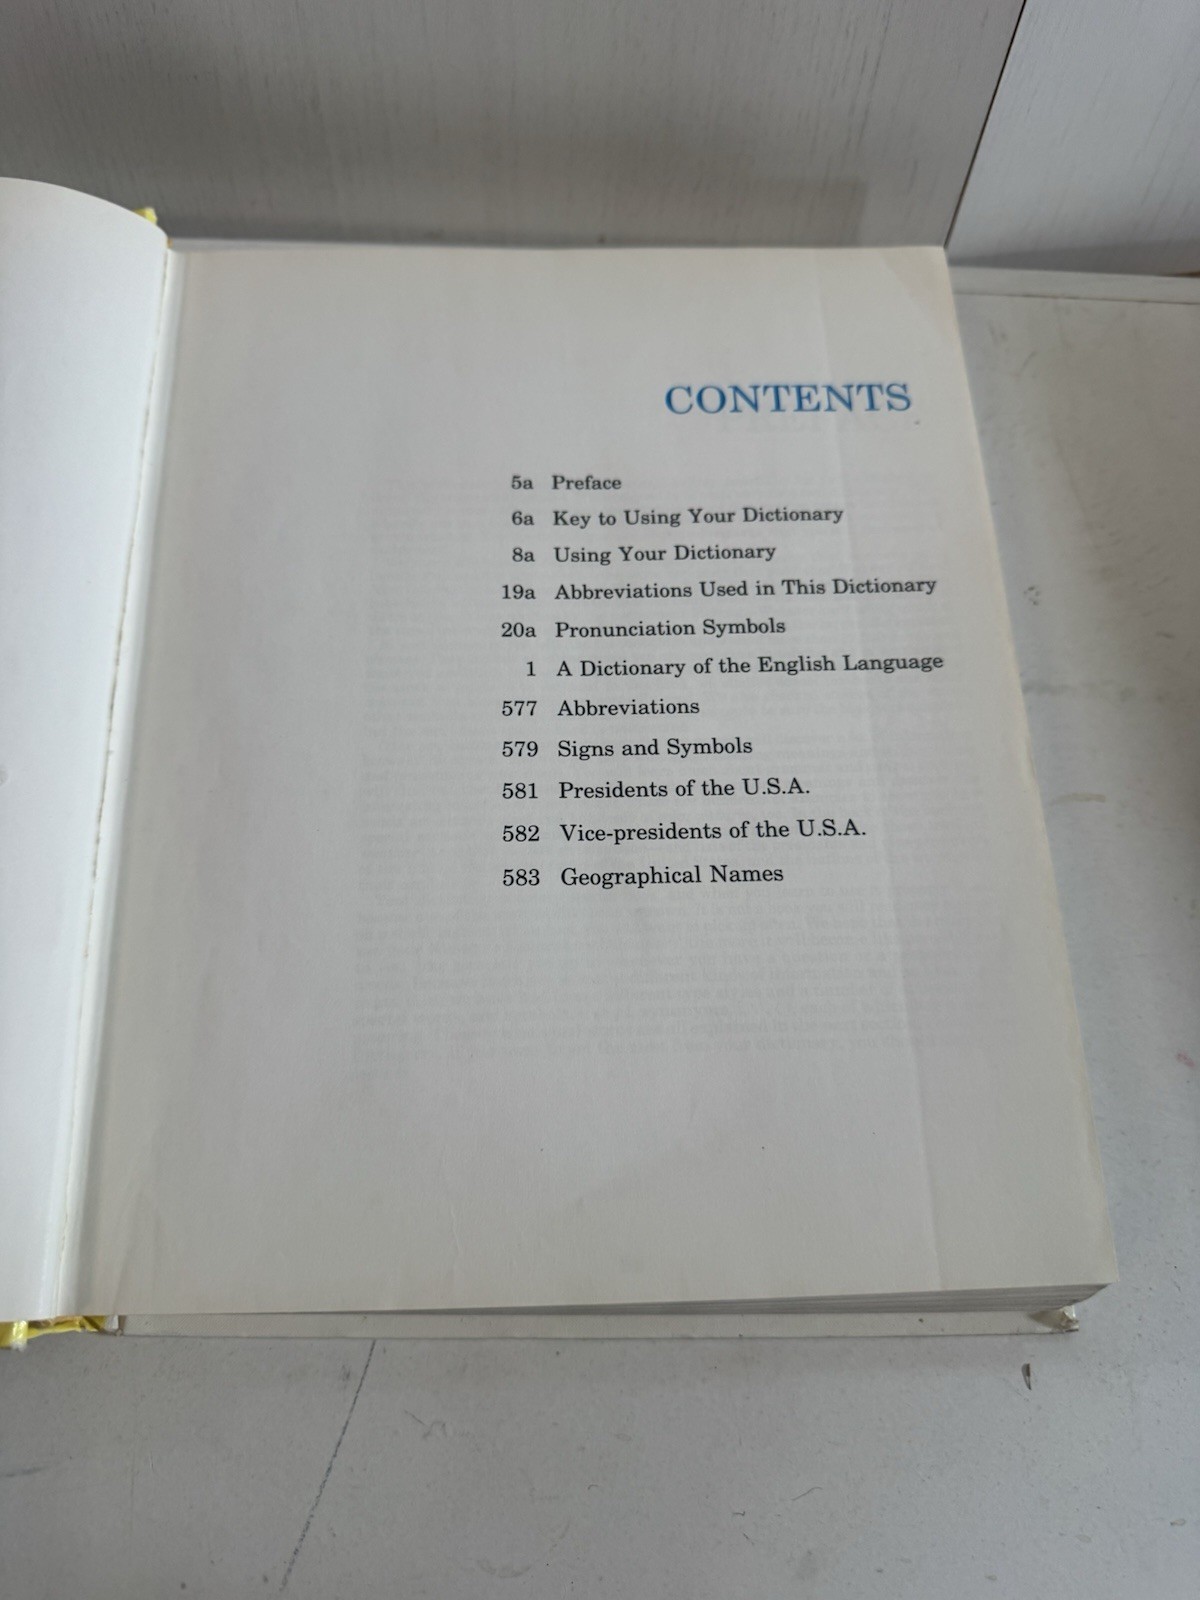 CONTENTS
5a Preface
6a Key to Using Your Dictionary
8a Using Your Dictionary
19a Abbreviations Used in This Dictionary
20a Pronunciation Symbols
1 A Dictionary of the English Language
577 Abbreviations
579 Signs and Symbols
581 Presidents of the U.S.A.
582 Vice-presidents of the U.S.A.
583 Geographical Names